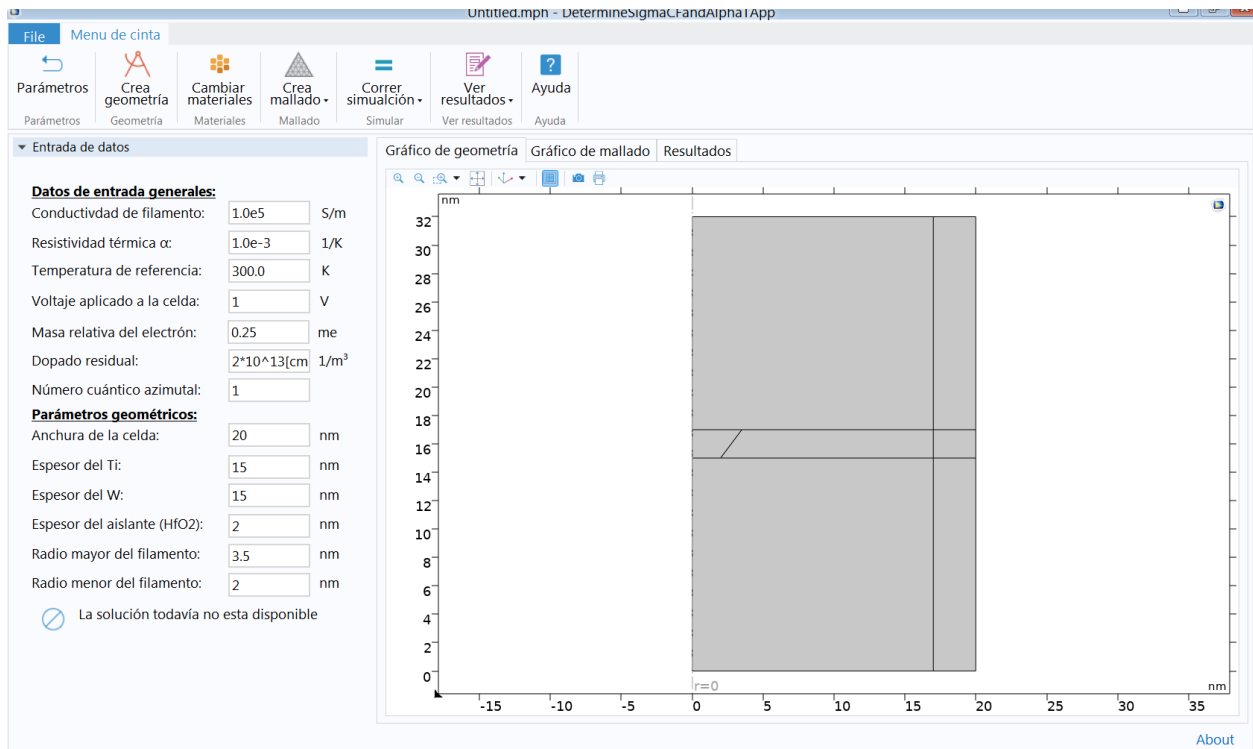 Untitled.mph - DetermineSigmaCFandAlphaTApp
File Menu de cinta
Parámetros
Crea geometría
Cambiar materiales
Crea mallado
Correr simualción
Ver resultados
Ayuda
Parámetros Geometría Materiales Mallado Simular Ver resultados Ayuda
Entrada de datos
Datos de entrada generales:
Conductivdad de filamento: 1.0e5 S/m
Resistividad térmica α: 1.0e-3 1/K
Temperatura de referencia: 300.0 K
Voltaje aplicado a la celda: 1 V
Masa relativa del electrón: 0.25 me
Dopado residual: 2*10^13[cm 1/m³
Número cuántico azimutal: 1
Parámetros geométricos:
Anchura de la celda: 20 nm
Espesor del Ti: 15 nm
Espesor del W: 15 nm
Espesor del aislante (HfO2): 2 nm
Radio mayor del filamento: 3.5 nm
Radio menor del filamento: 2 nm
La solución todavía no esta disponible
Gráfico de geometría Gráfico de mallado Resultados
nm
32
30
28
26
24
22
20
18
16
14
12
10
8
6
4
2
0
r=0
nm
-15 -10 -5 0 5 10 15 20 25 30 35
About